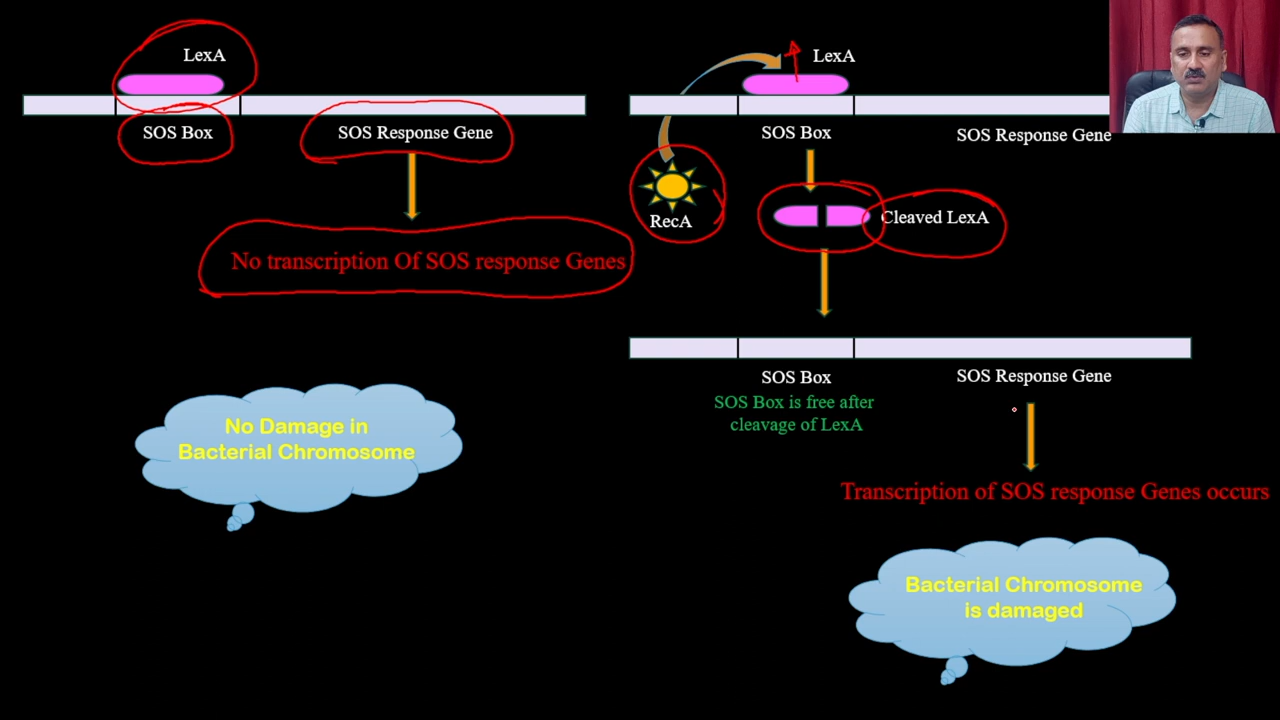 LexA
SOS Box
SOS Response Gene
No transcription Of SOS response Genes
No Damage in
Bacterial Chromosome
LexA
SOS Box
SOS Response Gene
RecA
Cleaved LexA
SOS Box
SOS Response Gene
SOS Box is free after
cleavage of LexA
Transcription of SOS response Genes occurs
Bacterial Chromosome
is damaged